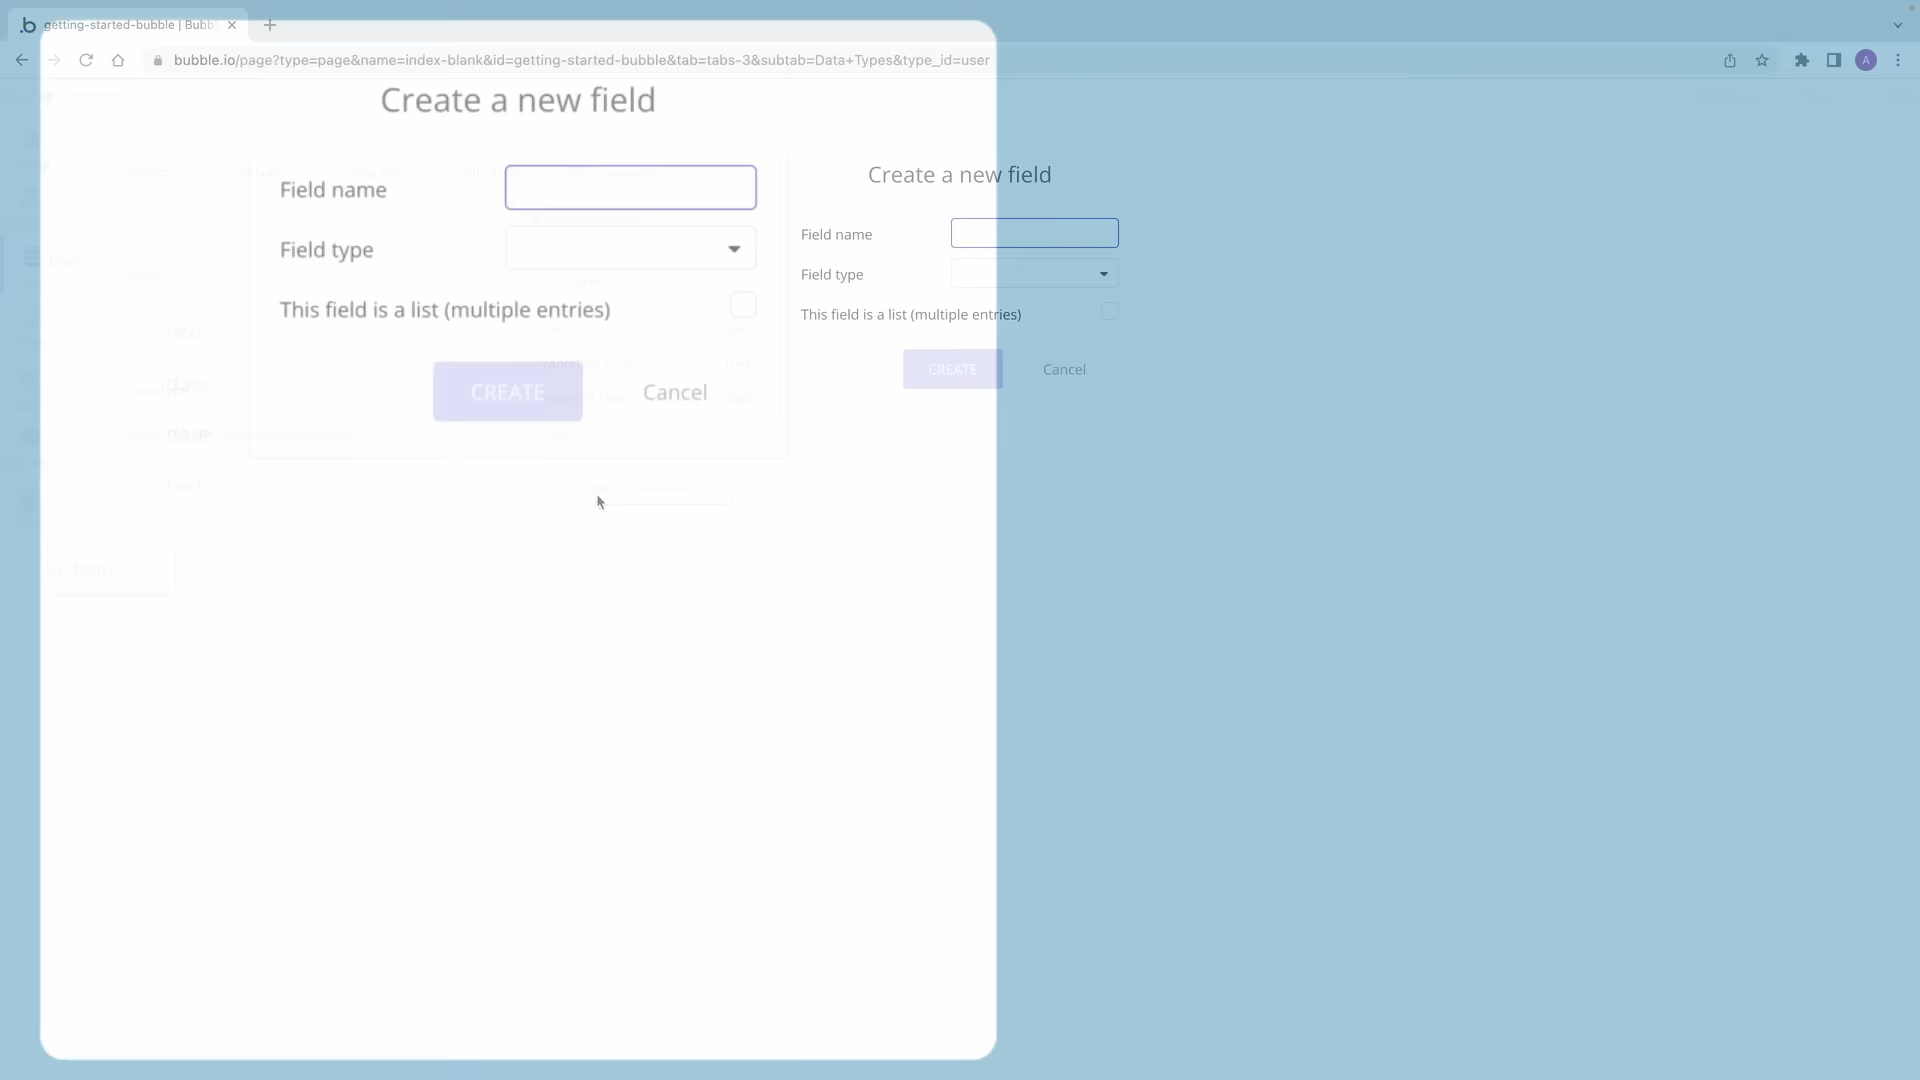 getting-started-bubble | Bubb
bubble.io/page?type=page&name=index-blank&id=getting-started-bubble&tab=tabs-3&subtab=Data+Types&type_id=user
A
Create a new field
Field name
Field type
This field is a list (multiple entries)
CREATE Cancel
Create a new field
Field name
Field type
This field is a list (multiple entries)
CREATE Cancel